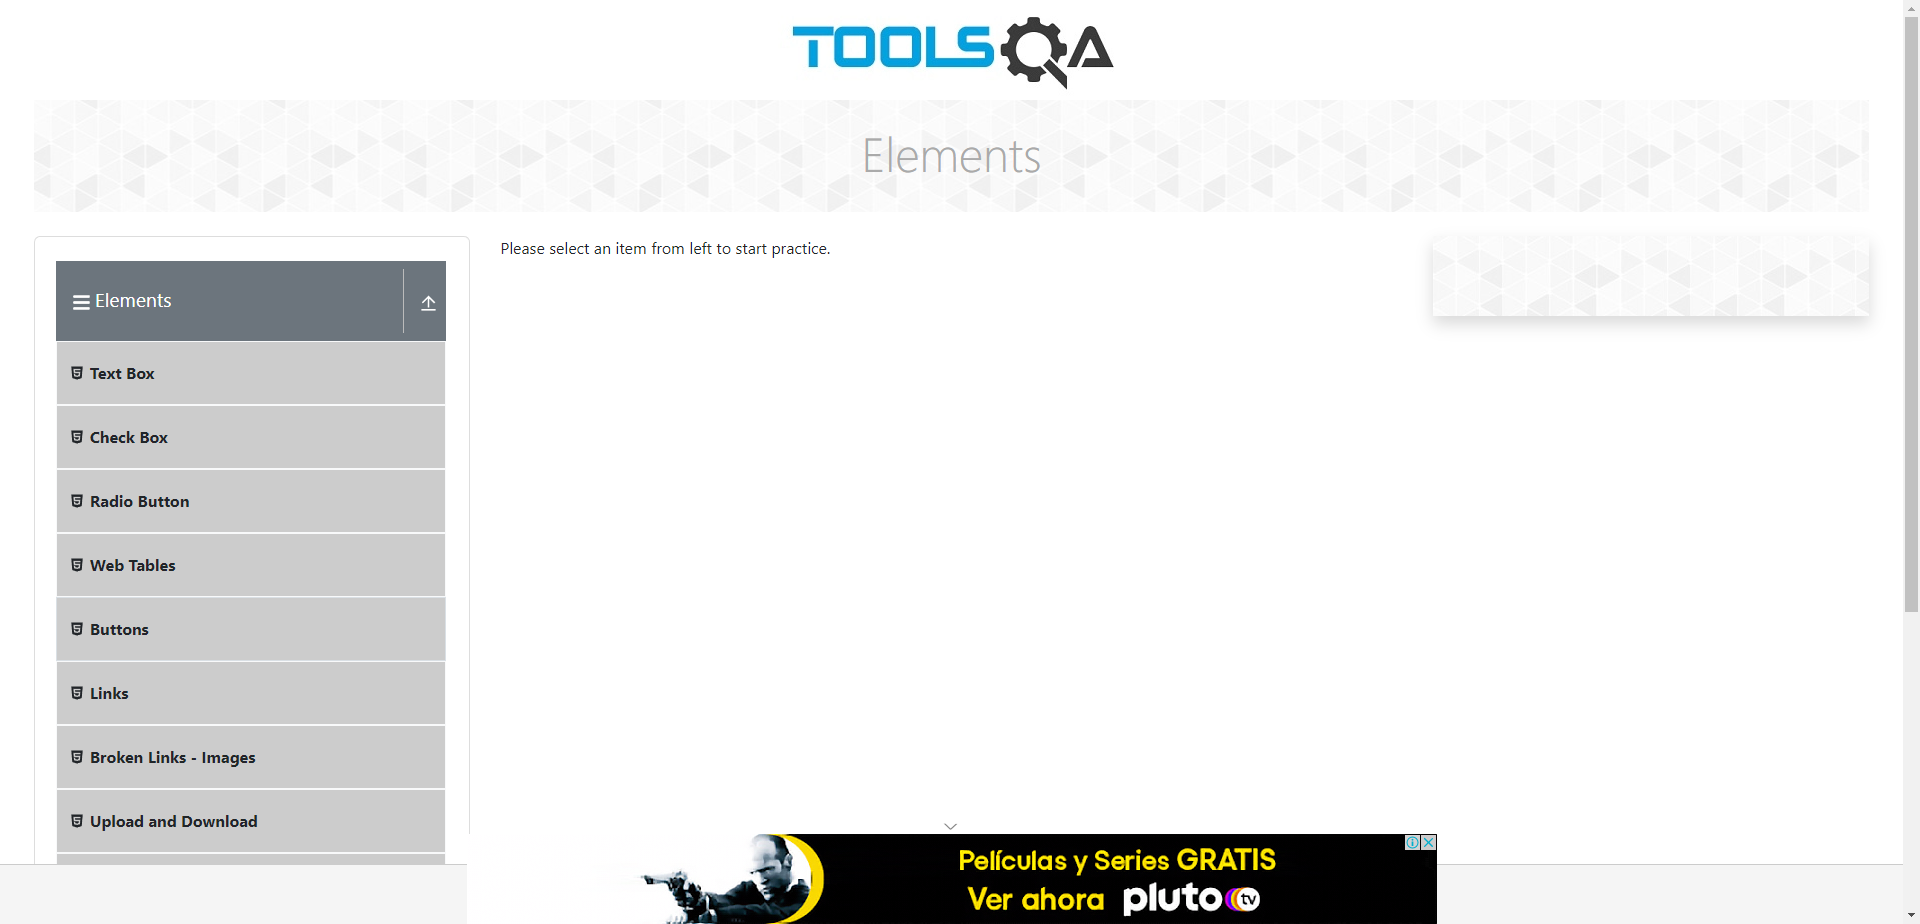 TOOLSQA
Elements
Please select an item from left to start practice.
Elements
Text Box
Check Box
Radio Button
Web Tables
Buttons
Links
Broken Links - Images
Upload and Download
Películas y Series GRATIS
Ver ahora pluto tv